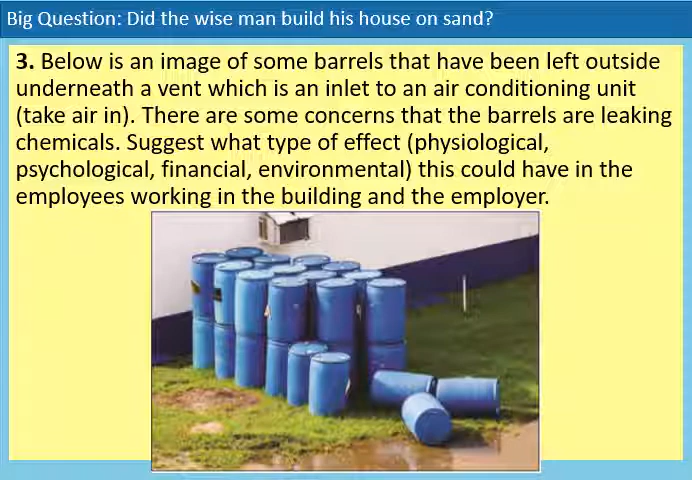 Big Question: Did the wise man build his house on sand?
3. Below is an image of some barrels that have been left outside
underneath a vent which is an inlet to an air conditioning unit
(take air in). There are some concerns that the barrels are leaking
chemicals. Suggest what type of effect (physiological,
psychological, financial, environmental) this could have in the
employees working in the building and the employer.